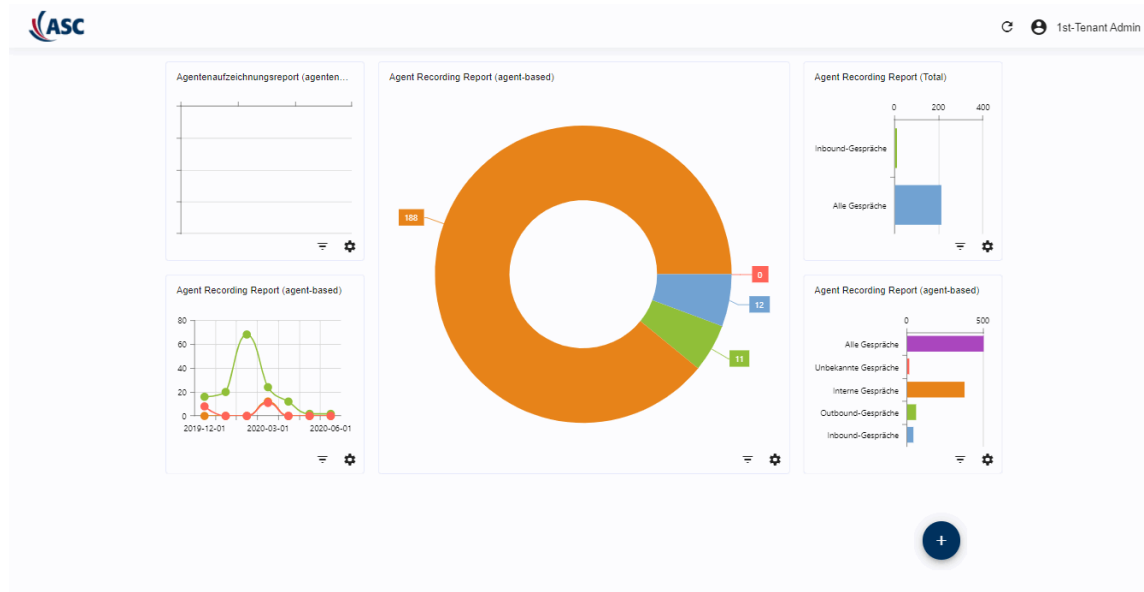 ASC
1st-Tenant Admin
Agentenaufzeichnungsreport (agenten...
Agent Recording Report (agent-based)
188
0
12
11
Agent Recording Report (Total)
0 200 400
Inbound-Gespräche
Alle Gespräche
Agent Recording Report (agent-based)
80
60
40
20
0
2019-12-01 2020-03-01 2020-06-01
Agent Recording Report (agent-based)
0 500
Alle Gespräche
Unbekannte Gespräche
Interne Gespräche
Outbound-Gespräche
Inbound-Gespräche
+